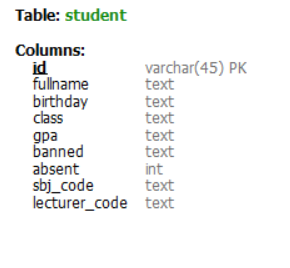 Table: student
Columns:
id varchar(45) PK
fullname text
birthday text
class text
gpa text
banned text
absent int
sbj_code text
lecturer_code text